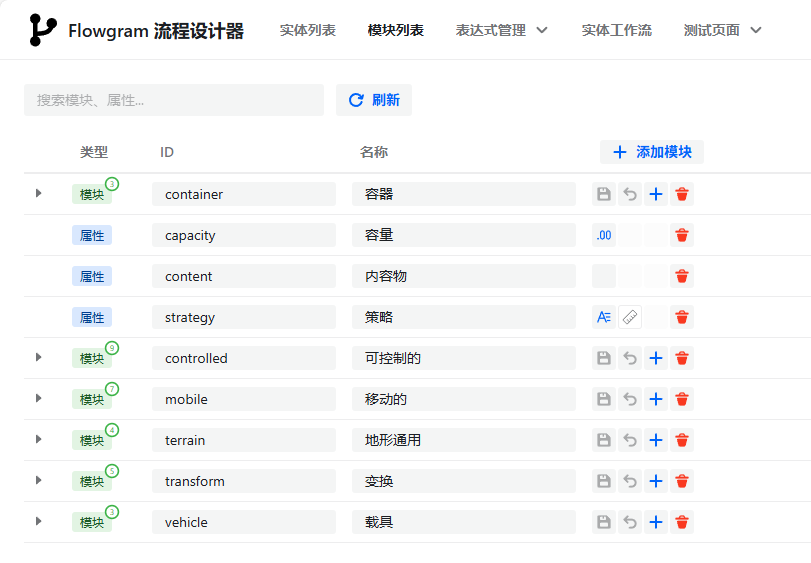 Flowgram 流程设计器 实体列表 模块列表 表达式管理 实体工作流 测试页面
搜索模块、属性... 刷新
类型 ID 名称 添加模块
模块 3 container 容器
属性 capacity 容量 .00
属性 content 内容物
属性 strategy 策略 A
模块 9 controlled 可控制的
模块 7 mobile 移动的
模块 4 terrain 地形通用
模块 5 transform 变换
模块 3 vehicle 载具